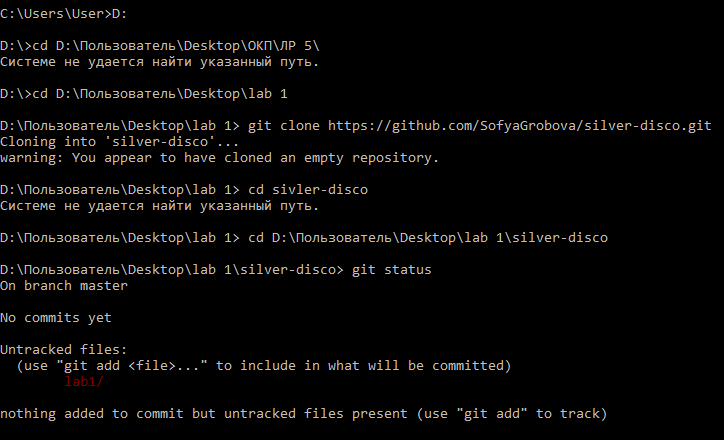 C:\Users\User>D:
D:\>cd D:\Пользователь\Desktop\ОКП\ЛР 5\
Системе не удается найти указанный путь.
D:\>cd D:\Пользователь\Desktop\lab 1
D:\Пользователь\Desktop\lab 1> git clone https://github.com/SofyaGrobova/silver-disco.git
Cloning into 'silver-disco'...
warning: You appear to have cloned an empty repository.
D:\Пользователь\Desktop\lab 1> cd sivler-disco
Системе не удается найти указанный путь.
D:\Пользователь\Desktop\lab 1> cd D:\Пользователь\Desktop\lab 1\silver-disco
D:\Пользователь\Desktop\lab 1\silver-disco> git status
On branch master
No commits yet
Untracked files:
  (use "git add <file>..." to include in what will be committed)
        lab1/
nothing added to commit but untracked files present (use "git add" to track)